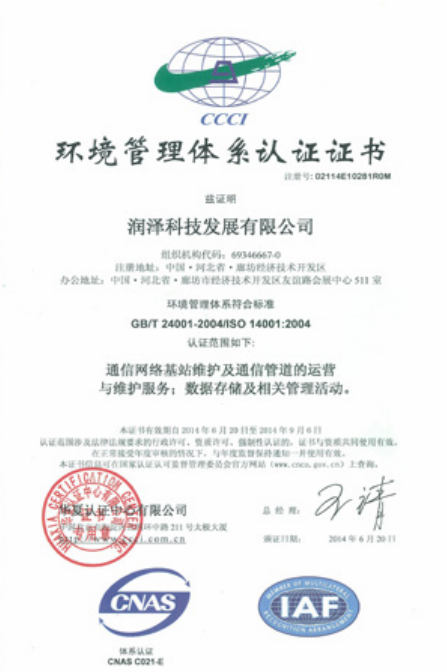 CCCI
环境管理体系认证证书
注册号: 02114E10281R0M
兹证明
润泽科技发展有限公司
组织机构代码: 69346667-0
注册地址: 中国·河北省·廊坊经济技术开发区
办公地址: 中国·河北省·廊坊市经济技术开发区友谊路会展中心 511 室
环境管理体系符合标准
GB/T 24001-2004/ISO 14001:2004
认证范围如下:
通信网络基站维护及通信管道的运营
与维护服务; 数据存储及相关管理活动。
本证书有效期自 2014 年 6 月 20 日至 2014 年 9 月 6 日
认证范围涉及法律法规要求的行政许可、资质许可、强制性认证的, 证书与资质共同使用有效。
在正常接受年度审核的情况下, 与年度监督保持通知一并使用有效。
本证书信息可在国家认证认可监督管理委员会官方网站 (www.cnca.gov.cn) 上查询。
HUAXIA CERTIFICATION CENTER INC
证书
专用章
华夏认证中心有限公司
环中路 211 号太极大厦
总 经 理:
王靖
颁证日期: 2014 年 6 月 20 日
CNAS
体系认证
CNAS C021-E
MEMBER OF MULTILATERAL
IAF
RECOGNITION ARRANGEMENT